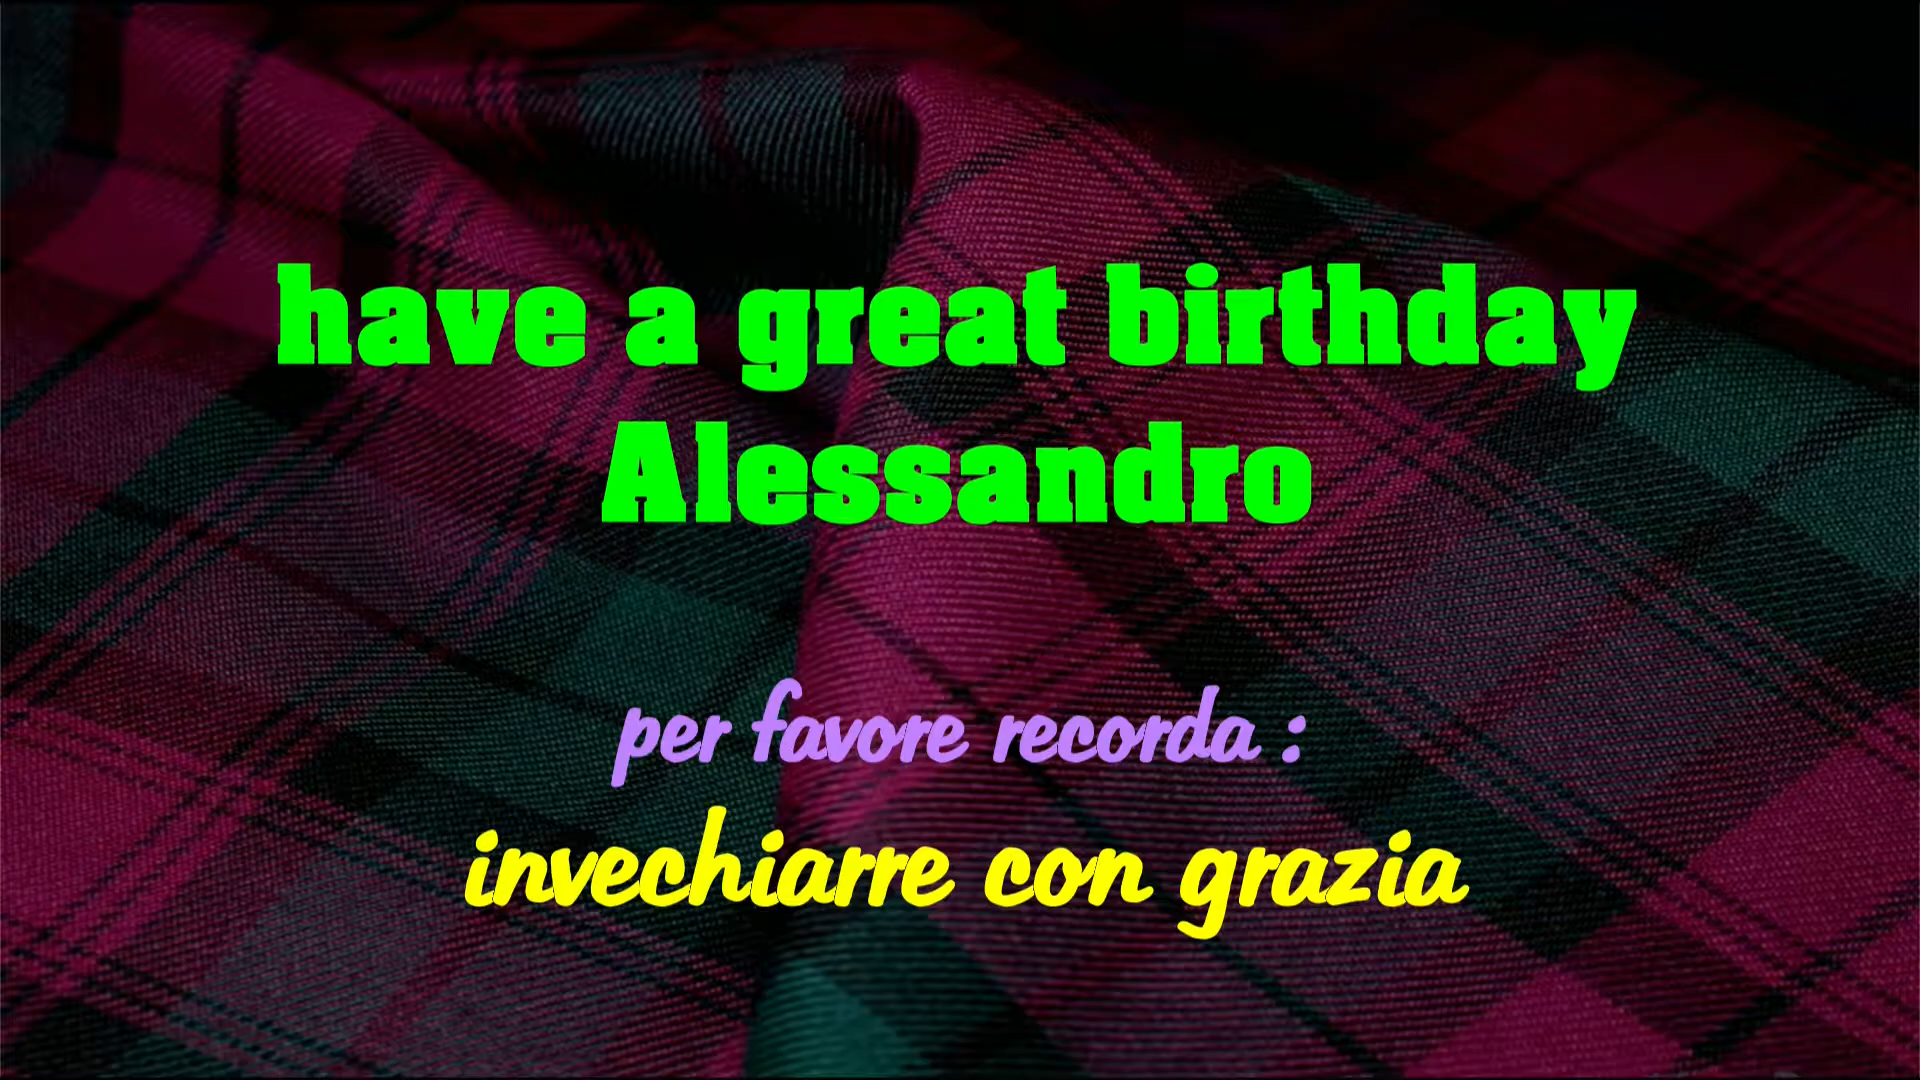 have a great birthday
Alessandro
per favore recorda :
invechiarre con grazia